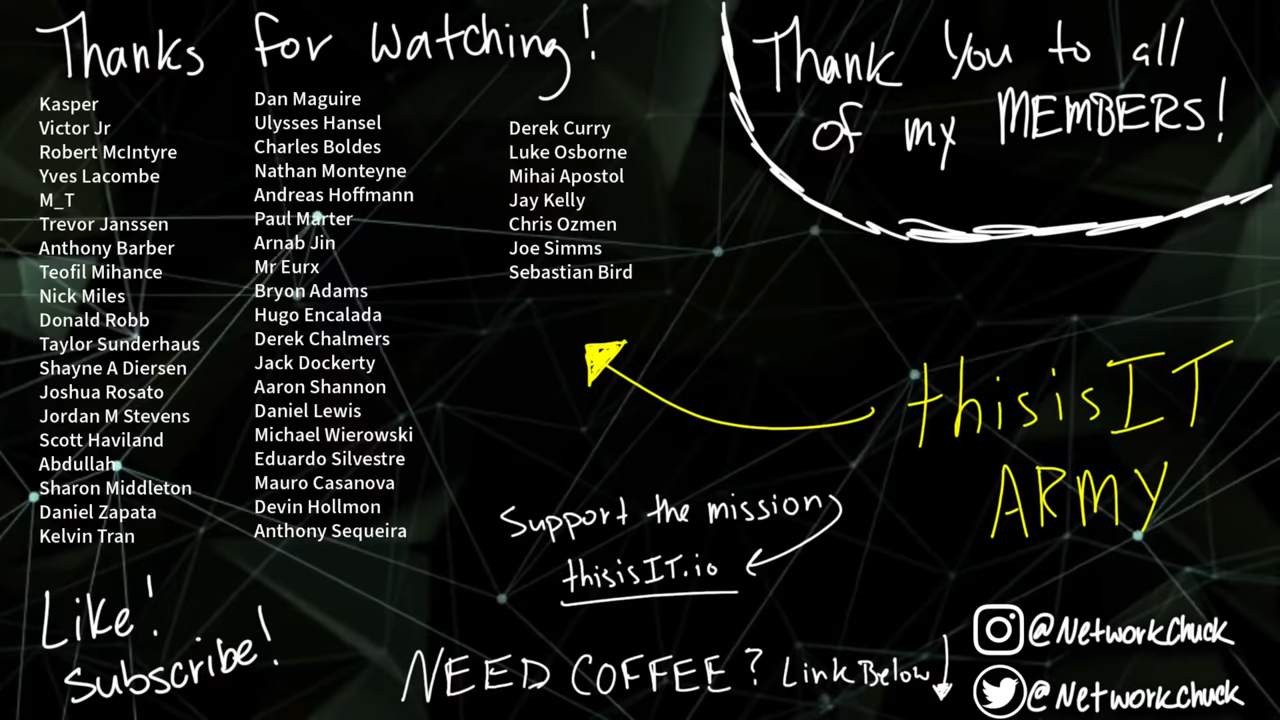 Thanks for watching!
Kasper
Victor Jr
Robert McIntyre
Yves Lacombe
M_T
Trevor Janssen
Anthony Barber
Teofil Mihance
Nick Miles
Donald Robb
Taylor Sunderhaus
Shayne A Diersen
Joshua Rosato
Jordan M Stevens
Scott Haviland
Abdullah
Sharon Middleton
Daniel Zapata
Kelvin Tran
Dan Maguire
Ulysses Hansel
Charles Boldes
Nathan Monteyne
Andreas Hoffmann
Paul Marter
Arnab Jin
Mr Eurx
Bryon Adams
Hugo Encalada
Derek Chalmers
Jack Dockerty
Aaron Shannon
Daniel Lewis
Michael Wierowski
Eduardo Silvestre
Mauro Casanova
Devin Hollmon
Anthony Sequeira
Derek Curry
Luke Osborne
Mihai Apostol
Jay Kelly
Chris Ozmen
Joe Simms
Sebastian Bird
Thank You to all
of my MEMBERS!
thisisIT
ARMY
Support the mission
thisisIT.io
Like!
Subscribe!
NEED COFFEE? Link Below
@NetworkChuck
@Networkchuck